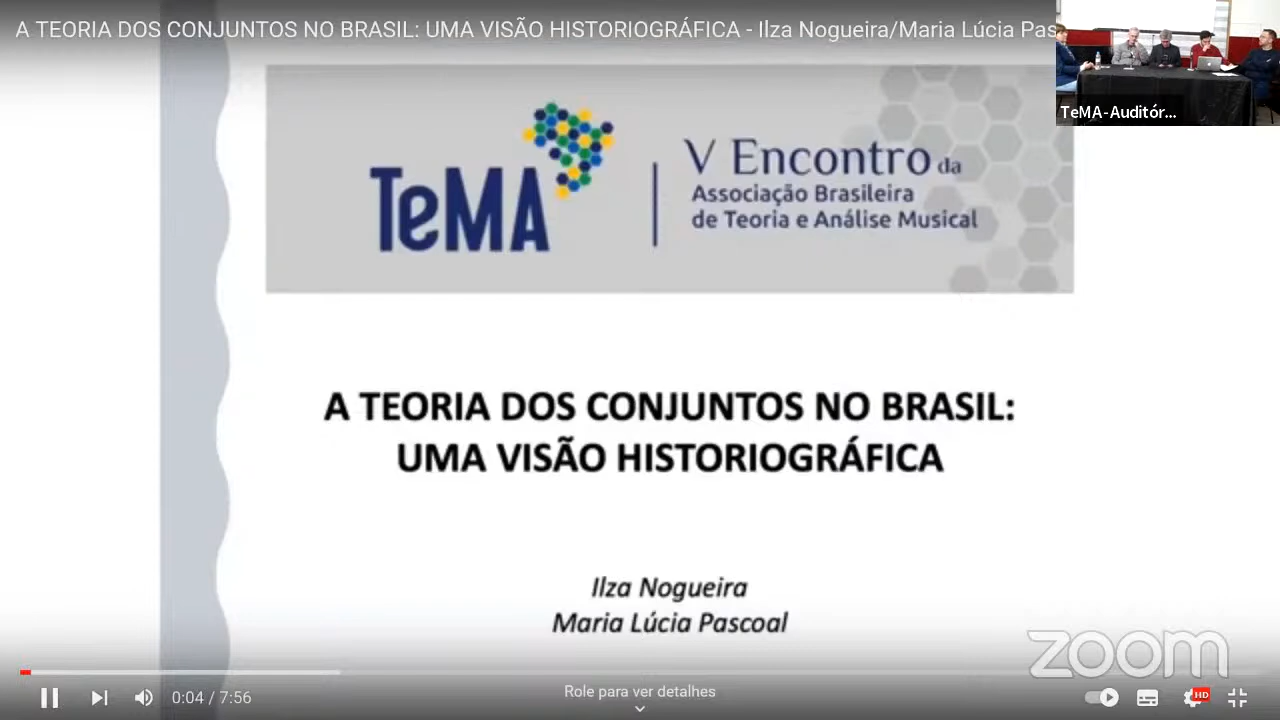 A TEORIA DOS CONJUNTOS NO BRASIL: UMA VISÃO HISTORIOGRÁFICA - Ilza Nogueira/Maria Lúcia Pas
TeMA-Auditór...
TeMA
V Encontro da
Associação Brasileira
de Teoria e Análise Musical
A TEORIA DOS CONJUNTOS NO BRASIL:
UMA VISÃO HISTORIOGRÁFICA
Ilza Nogueira
Maria Lúcia Pascoal
zoom
0:04 / 7:56
Role para ver detalhes
HD